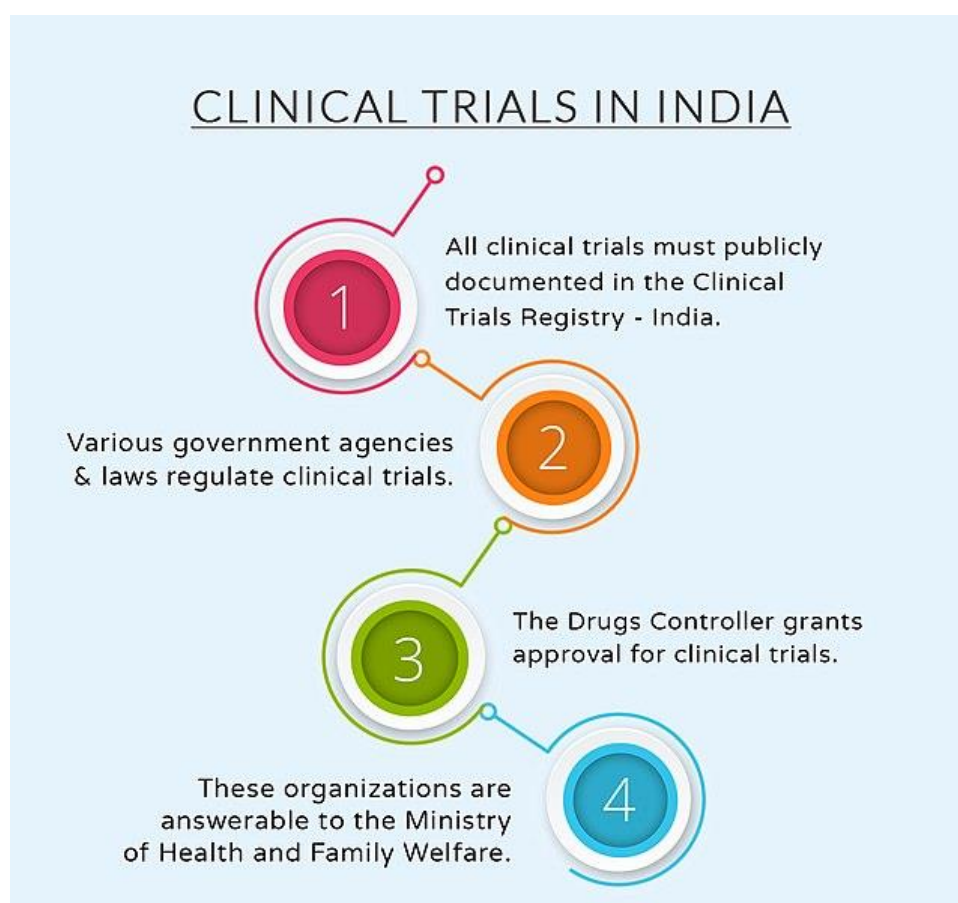 CLINICAL TRIALS IN INDIA
1
All clinical trials must publicly
documented in the Clinical
Trials Registry - India.
2
Various government agencies
& laws regulate clinical trials.
3
The Drugs Controller grants
approval for clinical trials.
4
These organizations are
answerable to the Ministry
of Health and Family Welfare.